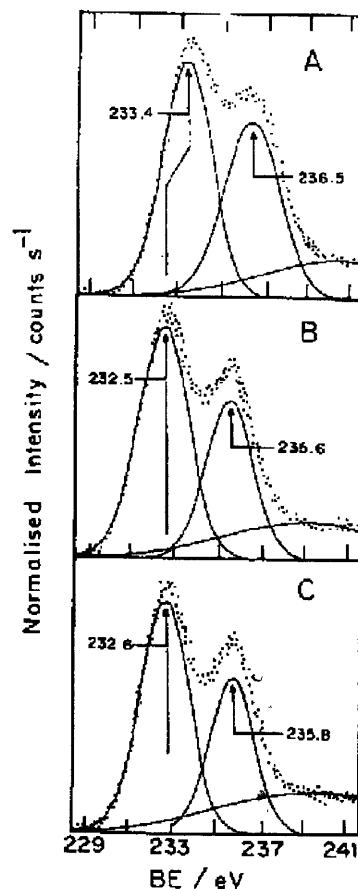 A
233.4
236.5
B
232.5
235.6
C
232.6
235.8
229 233 237 241
BE / eV
Normalised Intensity / counts s⁻¹